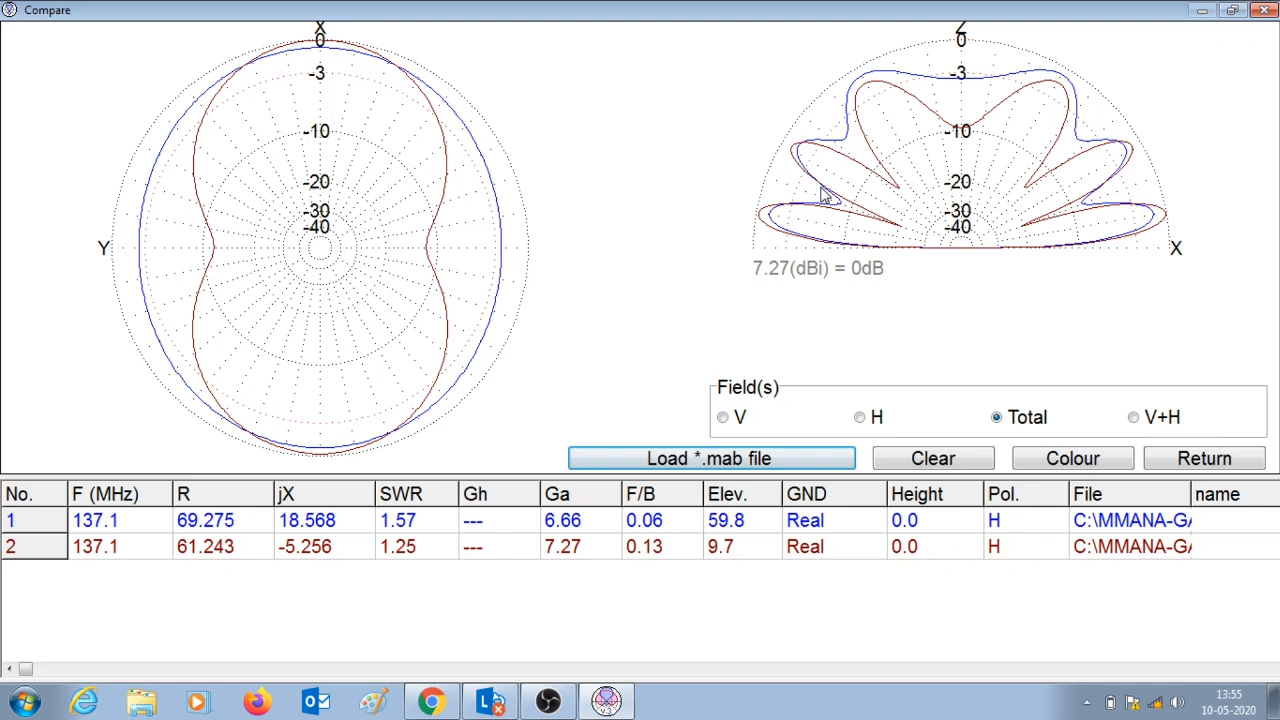 Compare
X
0
-3
-10
-20
-30
-40
Y
Z
0
-3
-10
-20
-30
-40
X
7.27(dBi) = 0dB
Field(s)
V H Total V+H
Load *.mab file Clear Colour Return
No. F (MHz) R jX SWR Gh Ga F/B Elev. GND Height Pol. File name
1 137.1 69.275 18.568 1.57 --- 6.66 0.06 59.8 Real 0.0 H C:\MMANA-GA
2 137.1 61.243 -5.256 1.25 --- 7.27 0.13 9.7 Real 0.0 H C:\MMANA-GA
13:55
10-05-2020